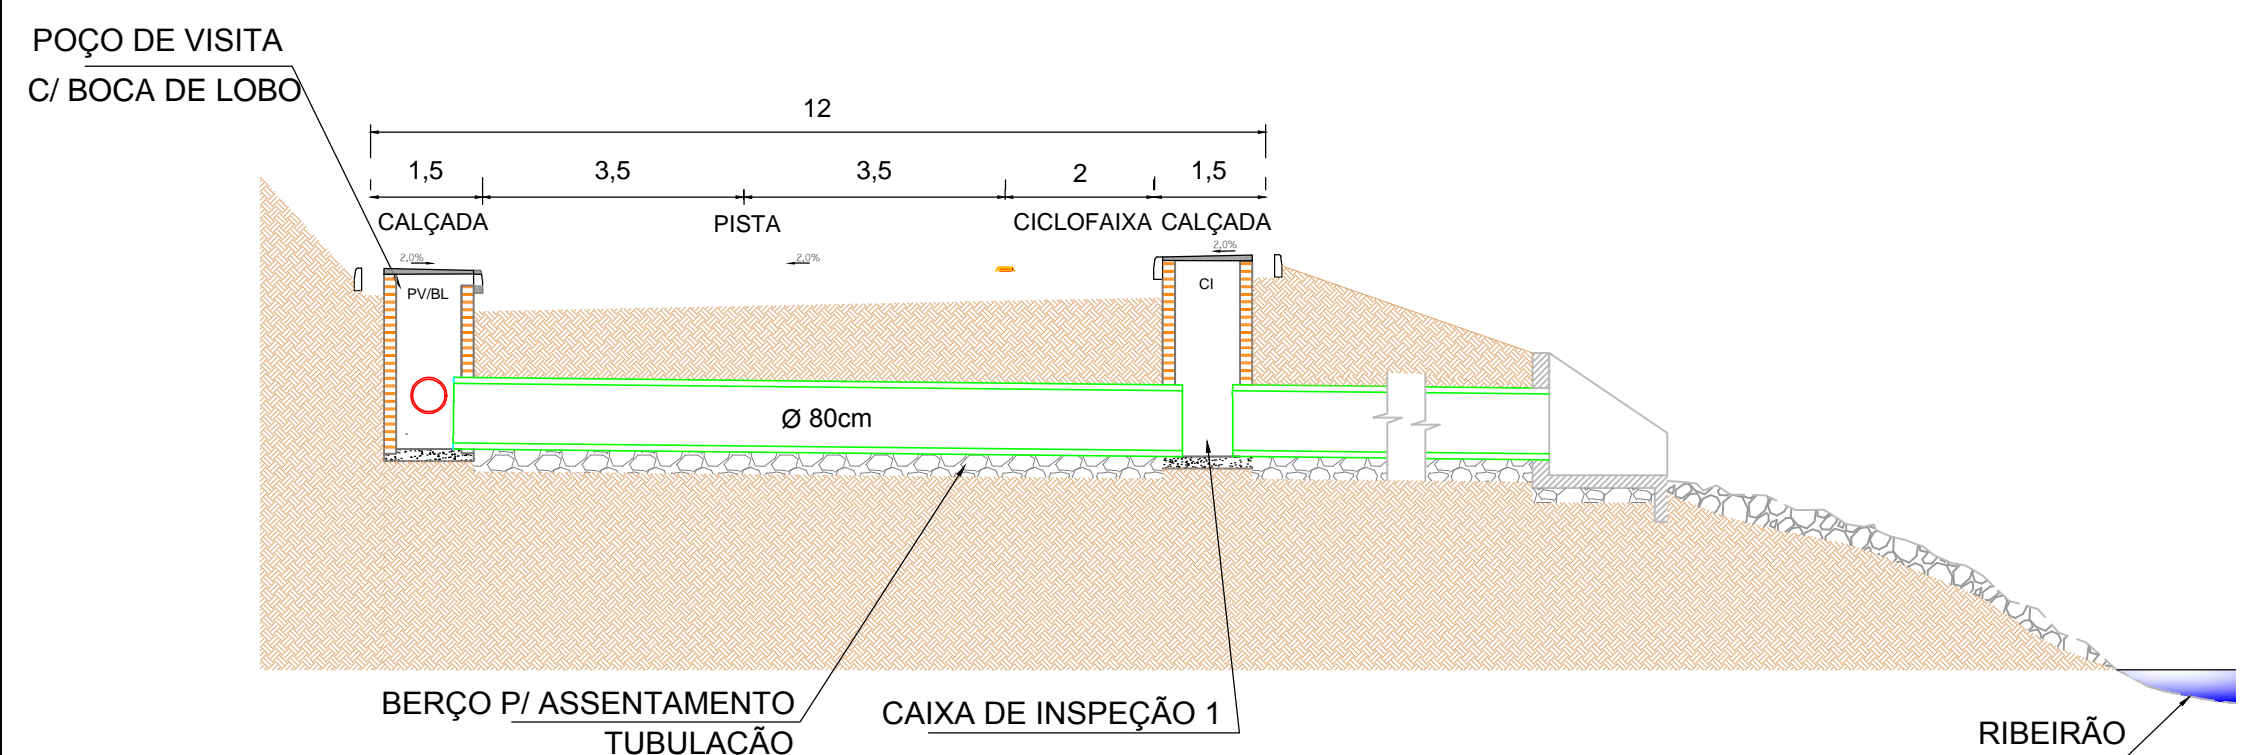 POÇO DE VISITA
C/ BOCA DE LOBO
12
1,5 3,5 3,5 2 1,5
CALÇADA PISTA CICLOFAIXA CALÇADA
2,0% 2,0% 2,0%
PV/BL CI
Ø 80cm
BERÇO P/ ASSENTAMENTO
TUBULAÇÃO
CAIXA DE INSPEÇÃO 1
RIBEIRÃO